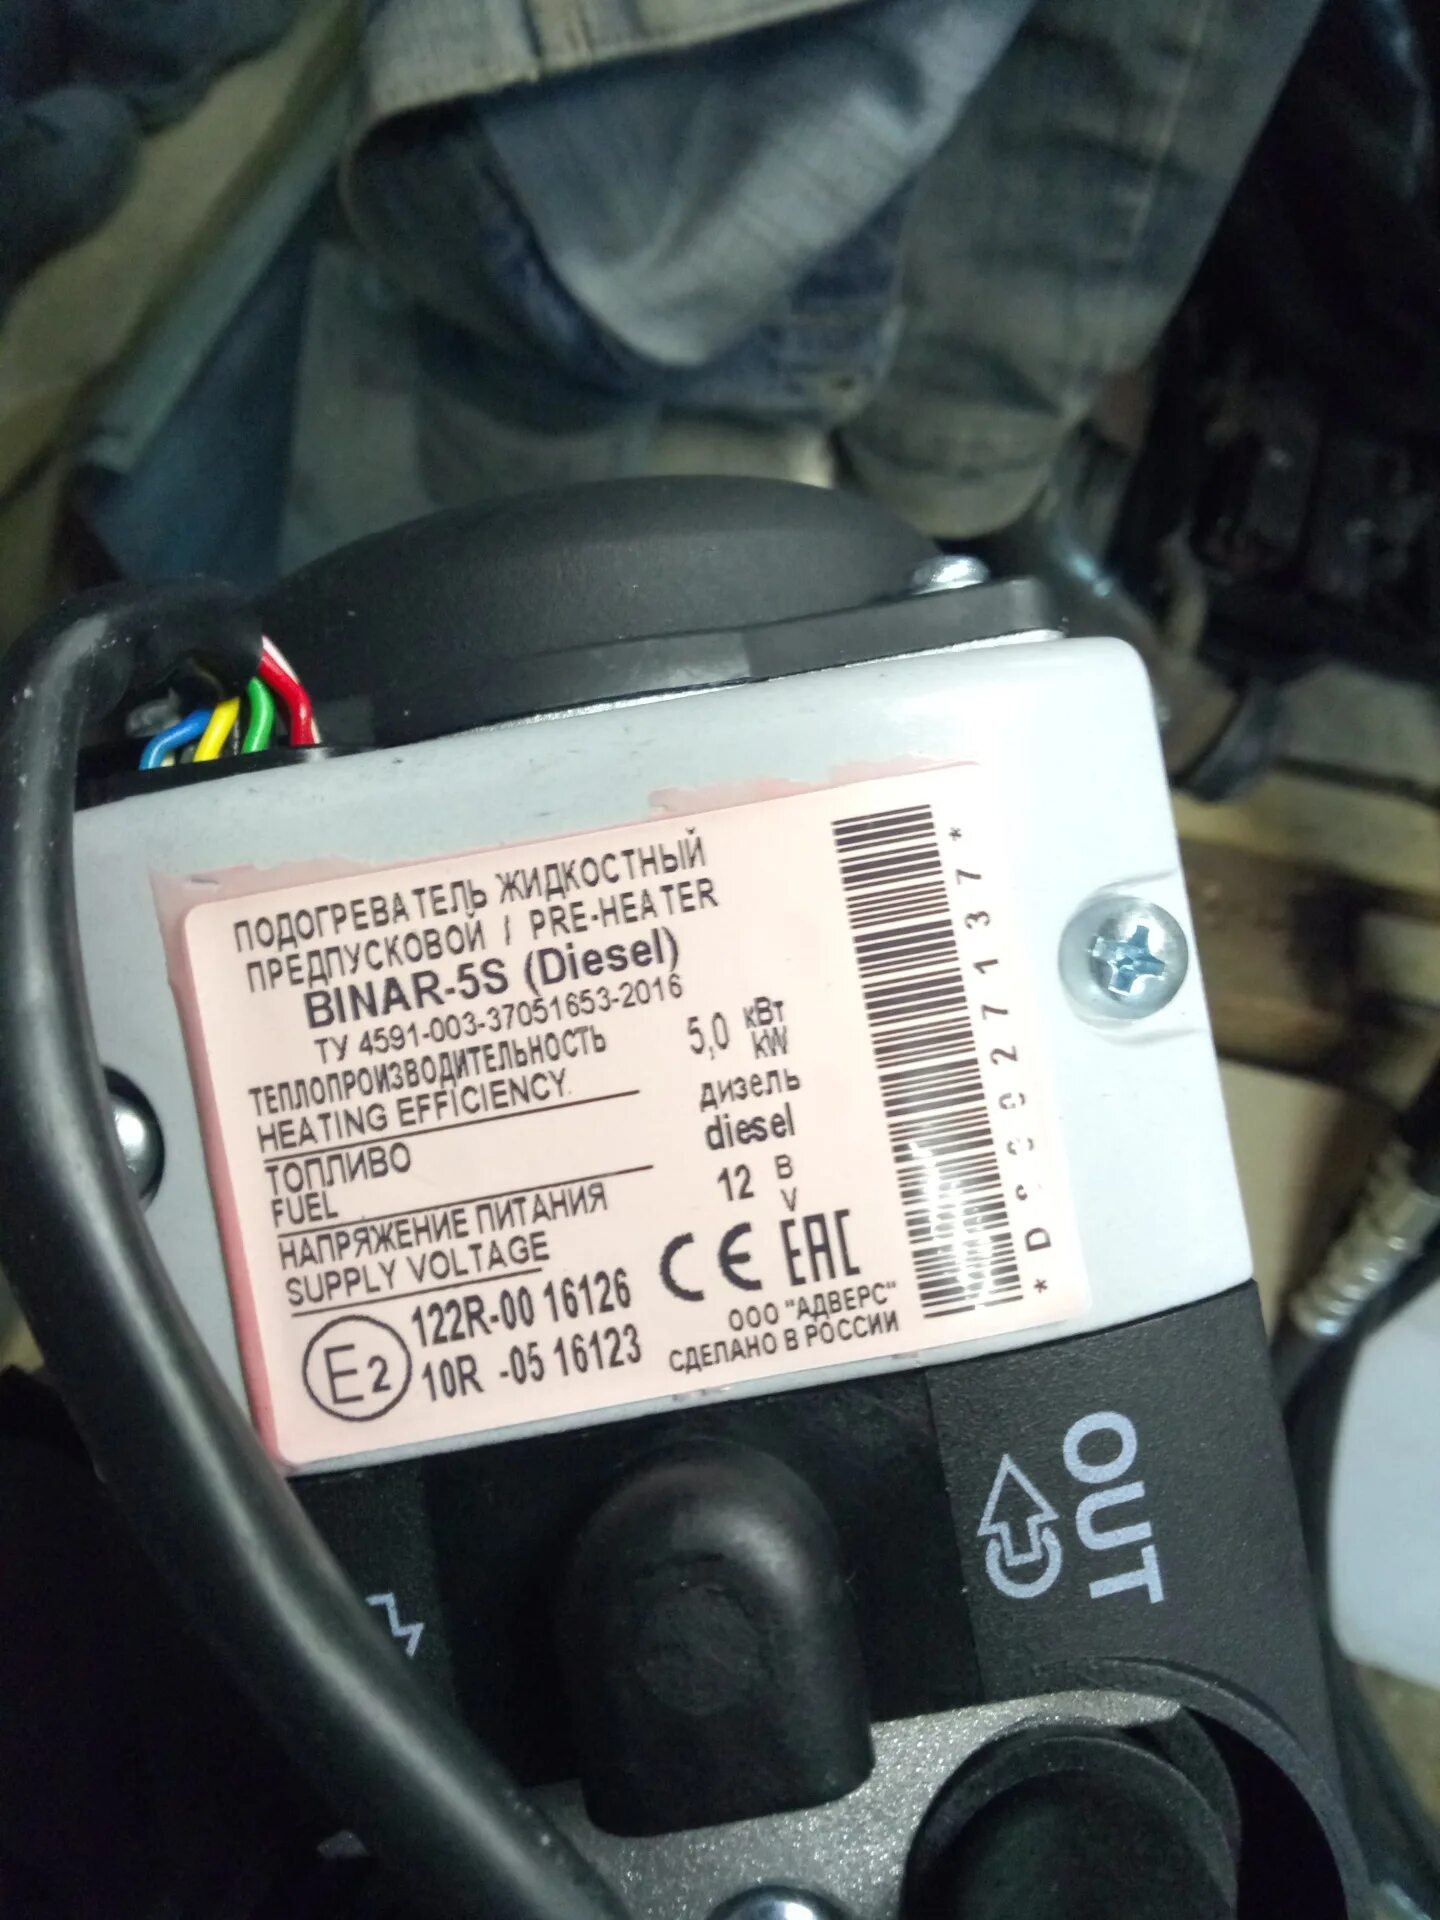 ПОДОГРЕВАТЕЛЬ ЖИДКОСТНЫЙ
ПРЕДПУСКОВОЙ / PRE-HEATER
BINAR-5S (Diesel)
ТУ 4591-003-37051653-2016
ТЕПЛОПРОИЗВОДИТЕЛЬНОСТЬ 5,0 кВт
HEATING EFFICIENCY kW
ТОПЛИВО дизель
FUEL diesel
НАПРЯЖЕНИЕ ПИТАНИЯ 12 В
SUPPLY VOLTAGE V
E2 122R-00 16126 CE EAC
10R -05 16123
ООО "АДВЕРС"
СДЕЛАНО В РОССИИ
OUT